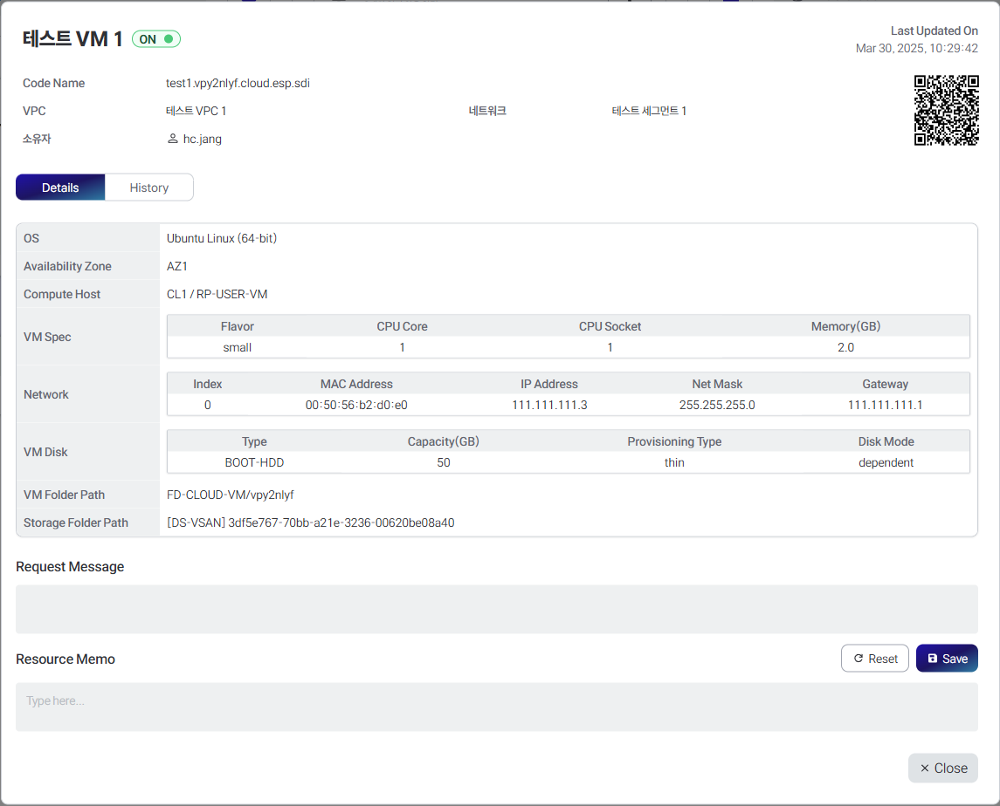 테스트 VM 1 ON
Last Updated On
Mar 30, 2025, 10:29:42
Code Name test1.vpy2nlyf.cloud.esp.sdi
VPC 테스트 VPC 1 네트워크 테스트 세그먼트 1
소유자 hc.jang
Details History
OS Ubuntu Linux (64-bit)
Availability Zone AZ1
Compute Host CL1 / RP-USER-VM
VM Spec
Flavor CPU Core CPU Socket Memory(GB)
small 1 1 2.0
Network
Index MAC Address IP Address Net Mask Gateway
0 00:50:56:b2:d0:e0 111.111.111.3 255.255.255.0 111.111.111.1
VM Disk
Type Capacity(GB) Provisioning Type Disk Mode
BOOT-HDD 50 thin dependent
VM Folder Path FD-CLOUD-VM/vpy2nlyf
Storage Folder Path [DS-VSAN] 3df5e767-70bb-a21e-3236-00620be08a40
Request Message
Resource Memo Reset Save
Type here...
Close